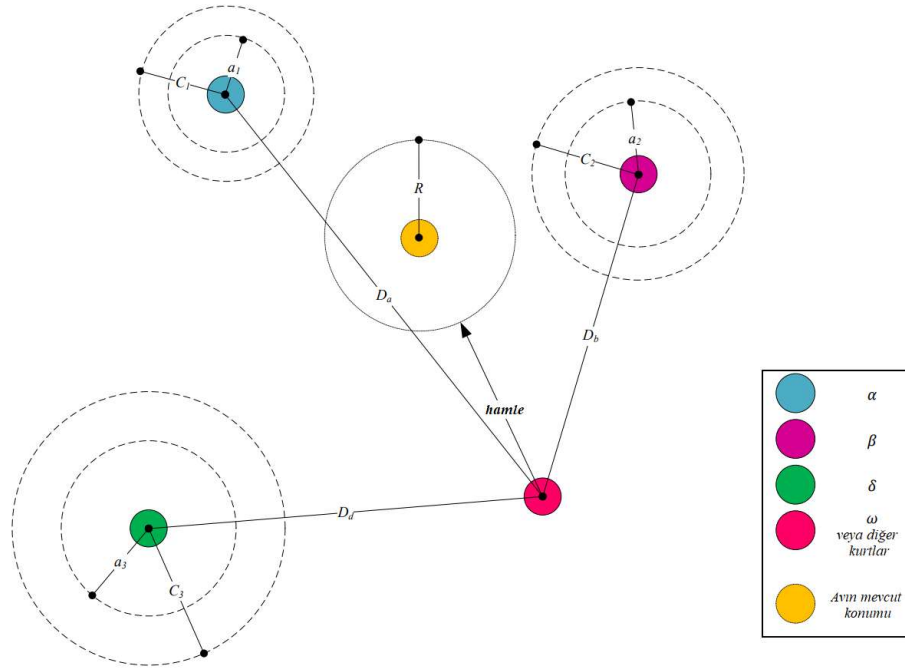 a1
C1
a2
C2
R
Da
Db
hamle
Dd
a3
C3
α
β
δ
ω
veya diğer
kurtlar
Avın mevcut
konumu